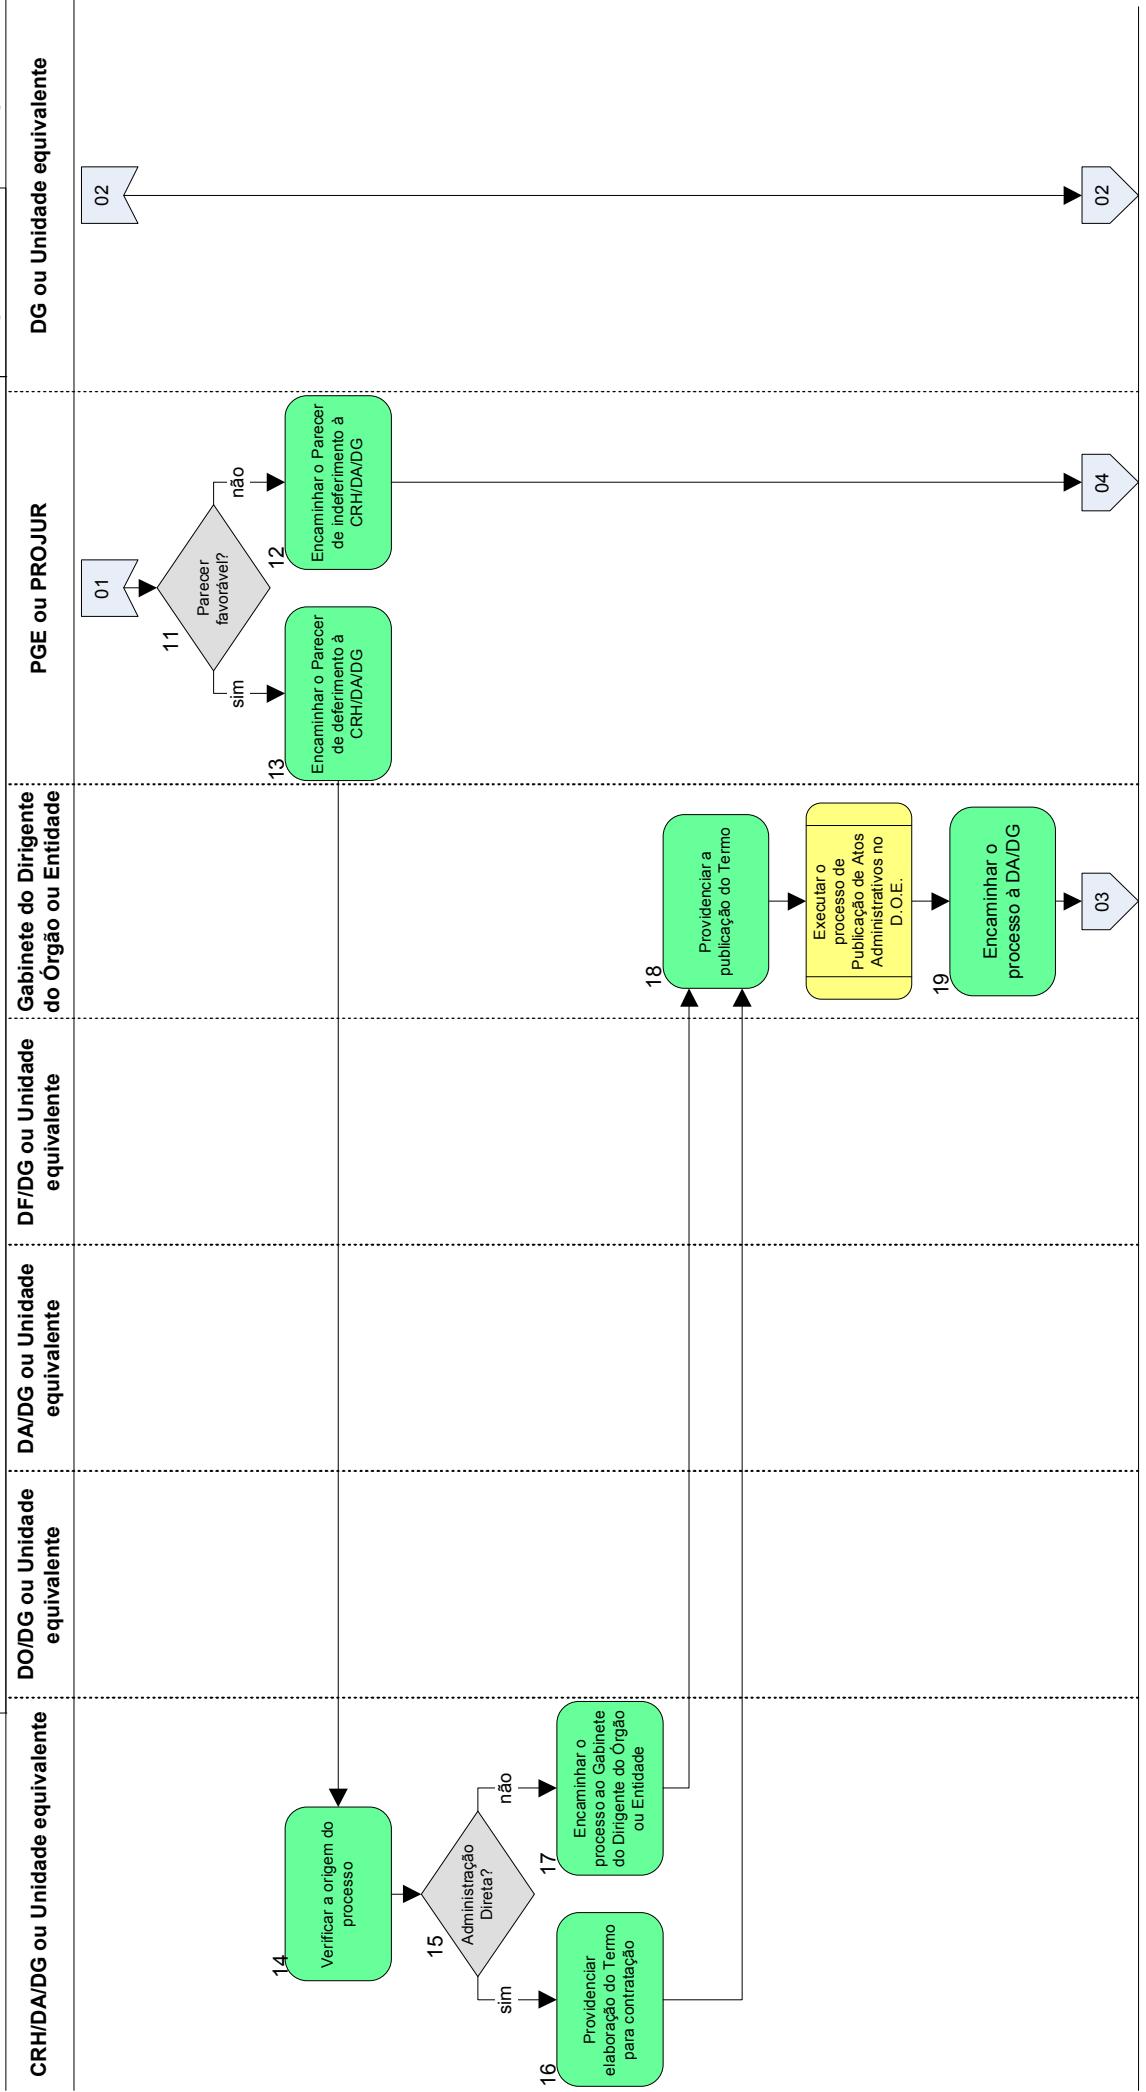 CRH/DA/DG ou Unidade equivalente
DO/DG ou Unidade
equivalente
DA/DG ou Unidade
equivalente
DF/DG ou Unidade
equivalente
Gabinete do Dirigente
do Órgão ou Entidade
PGE ou PROJUR
DG ou Unidade equivalente
01
02
11
Parecer
favorável?
sim
não
13
Encaminhar o Parecer
de deferimento à
CRH/DA/DG
12
Encaminhar o Parecer
de indeferimento à
CRH/DA/DG
14
Verificar a origem do
processo
15
Administração
Direta?
sim
não
16
Providenciar
elaboração do Termo
para contratação
17
Encaminhar o
processo ao Gabinete
do Dirigente do Órgão
ou Entidade
18
Providenciar a
publicação do Termo
Executar o
processo de
Publicação de Atos
Administrativos no
D.O.E.
19
Encaminhar o
processo à DA/DG
03
04
02